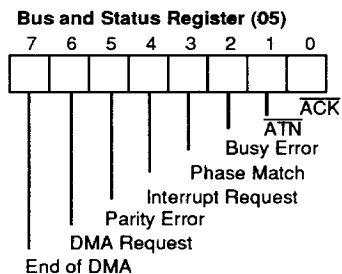 Bus and Status Register (05)
7 6 5 4 3 2 1 0
ACK
ATN
Busy Error
Phase Match
Interrupt Request
Parity Error
DMA Request
End of DMA